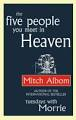 the
five people
you meet in
Heaven
Mitch Albom
AUTHOR OF THE
INTERNATIONAL BESTSELLER
tuesdays with
Morrie